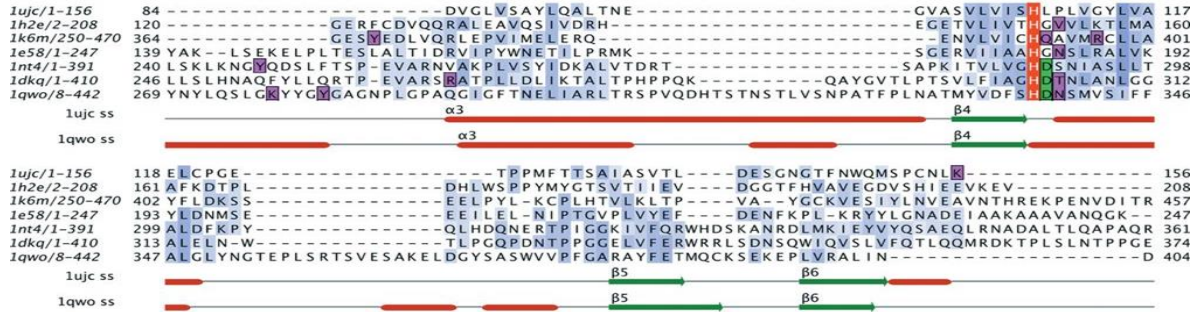 1ujc/1-156 84 ----------------------DVGLVSAYLQALTNE-----------------GVASVLVISHLPLVGYLVA 117
1h2e/2-208 120 -------------GERFCDVQQRALEAVQSIVDRH-----------------EGETVLIVTHGVVLKTLMA 160
1k6m/250-470 364 -------------GESYEDLVQRLEPVIMELERQ--------------------ENVLVICHQAVMRCLLA 401
1e58/1-247 139 YAK--LSEKELPLTESLALTIDRVIPYWNETILPRMK---------------SGERVIIAAHGNSLRALVK 192
1nt4/1-391 240 LSKLKNGYQDSLFTSP-EVARNVAKPLVSYIDKALVTDRT------------------SAPKITVLVGHDSNIASLLT 298
1dkq/1-410 246 LLSLHNAQFYLLQRTP-EVARSRATPLLDLIKTALTPHPPQK----------QAYGVTLPTSVLFIAGHDTNLANLGG 312
1qwo/8-442 269 YNYLQSLGKYYGYGAGNPLGPAQGIGFTNELIARLTRSPVQDHTSTNSTLVSNPATFPLNATMYVDFSHDNSMVSIFF 346
1ujc ss α3 β4
1qwo ss α3 β4
1ujc/1-156 118 ELCPGE---------------------TPPMFTTSAIASVTL----DESGNGTFNWQMSPCNLK 156
1h2e/2-208 161 AFKDTPL---------------DHLWSPPYMYGTSVTIIEV----DGGTFHVAVEGDVSHIEEVKEV---- 208
1k6m/250-470 402 YFLDKSS---------------EELPYL-KCPLHTVLKLTP----VA---YGCKVESIYLNVEAVNTHREKPENVDITR 457
1e58/1-247 193 YLDNMSE---------------EEILEL-NIPTGVPLVYEF----DENFKPL-KRYYLGNADEIAAKAAAVANQGK--- 247
1nt4/1-391 299 ALDFKPY---------------QLHDQNERTPIGGKIVFQRWHDSKANRDLMKIEYVYQSAEQLRNADALTLQAPAQR 361
1dkq/1-410 313 ALELN-W---------------TLPGQPDNTPPGGELVFERWRRLSDNSQWIQVSLVFQTLQQMRDKTPLSLNTPPGE 371
1qwo/8-442 347 ALGLYNGTEPLSRTSVESAKELDGYSASWVVPFGARAYFETMQCKSEKEPLVRALIN---------------------D 404
1ujc ss β5 β6
1qwo ss β5 β6